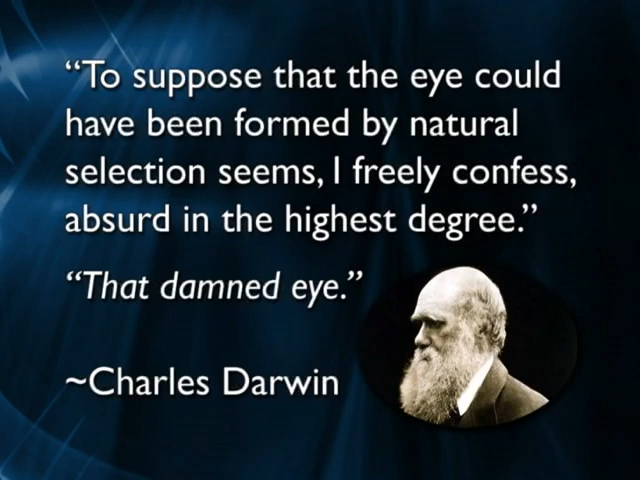 “To suppose that the eye could
have been formed by natural
selection seems, I freely confess,
absurd in the highest degree.”
“That damned eye.”
~Charles Darwin